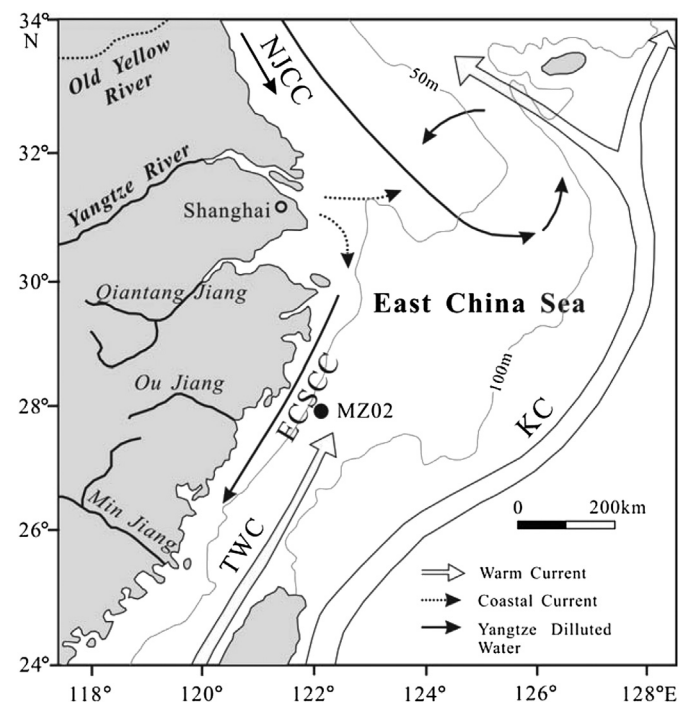 34°
N
32°
30°
28°
26°
24°
118°
120°
122°
124°
126°
128°E
Old Yellow
River
NJCC
50m
Yangtze River
Shanghai
Qiantang Jiang
East China Sea
Ou Jiang
ECSCC
MZ02
100m
KC
Min Jiang
TWC
0 200km
Warm Current
Coastal Current
Yangtze Dilluted
Water